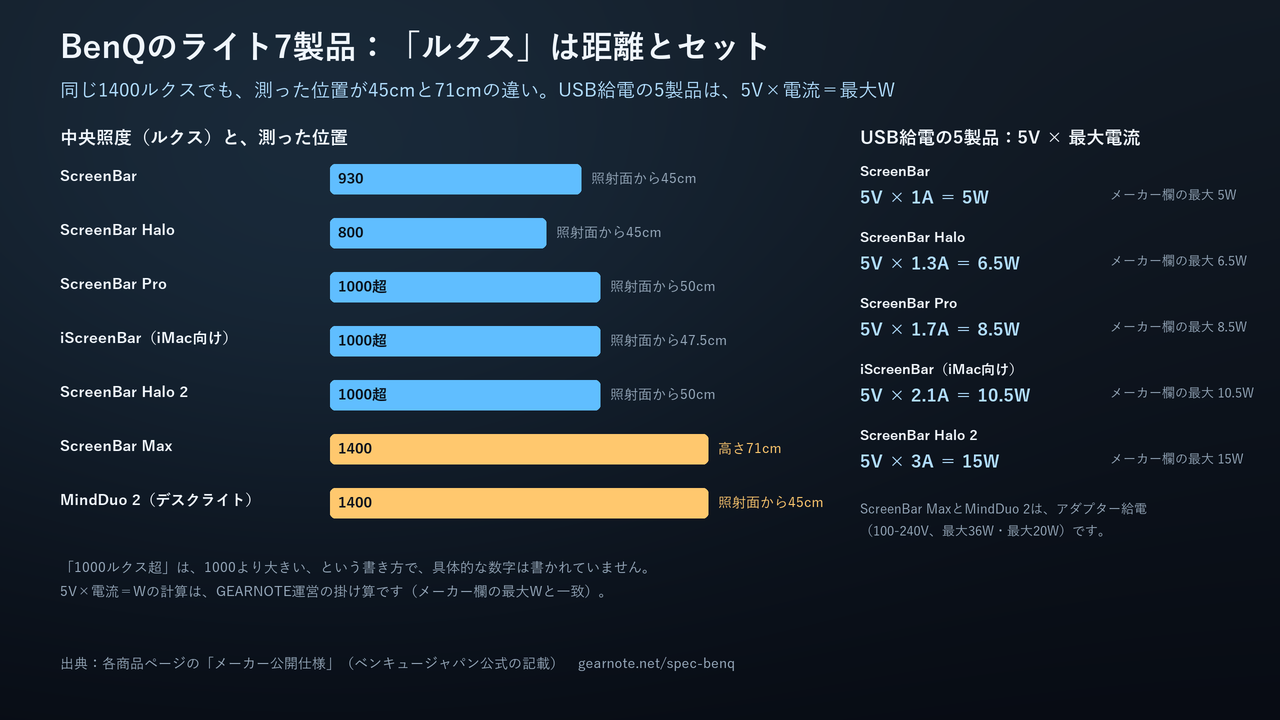 BenQのライト7製品：「ルクス」は距離とセット
同じ1400ルクスでも、測った位置が45cmと71cmの違い。USB給電の5製品は、5V×電流＝最大W
中央照度（ルクス）と、測った位置
ScreenBar
930
照射面から45cm
ScreenBar Halo
800
照射面から45cm
ScreenBar Pro
1000超
照射面から50cm
iScreenBar（iMac向け）
1000超
照射面から47.5cm
ScreenBar Halo 2
1000超
照射面から50cm
ScreenBar Max
1400
高さ71cm
MindDuo 2（デスクライト）
1400
照射面から45cm
「1000ルクス超」は、1000より大きい、という書き方で、具体的な数字は書かれていません。
5V×電流＝Wの計算は、GEARNOTE運営の掛け算です（メーカー欄の最大Wと一致）。
USB給電の5製品：5V × 最大電流
ScreenBar
5V × 1A ＝ 5W
メーカー欄の最大 5W
ScreenBar Halo
5V × 1.3A ＝ 6.5W
メーカー欄の最大 6.5W
ScreenBar Pro
5V × 1.7A ＝ 8.5W
メーカー欄の最大 8.5W
iScreenBar（iMac向け）
5V × 2.1A ＝ 10.5W
メーカー欄の最大 10.5W
ScreenBar Halo 2
5V × 3A ＝ 15W
メーカー欄の最大 15W
ScreenBar MaxとMindDuo 2は、アダプター給電
（100-240V、最大36W・最大20W）です。
出典：各商品ページの「メーカー公開仕様」（ベンキュージャパン公式の記載） gearnote.net/spec-benq